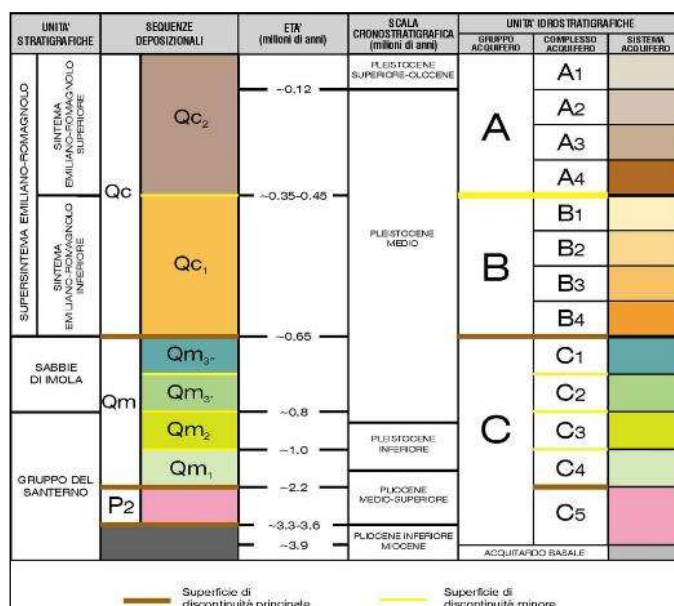 UNITA'
STRATIGRAFICHE
SEQUENZE
DEPOSIZIONALI
ETA'
(milioni di anni)
SCALA
CRONOSTRATIGRAFICA
(milioni di anni)
UNITA' IDROSTRATIGRAFICHE
GRUPPO
ACQUIFERO
COMPLESSO
ACQUIFERO
SISTEMA
ACQUIFERO
SUPERSINTEMA EMILIANO-ROMAGNOLO
SINTEMA
EMILIANO-ROMAGNOLO
SUPERIORE
SINTEMA
EMILIANO-ROMAGNOLO
INFERIORE
SABBIE
DI IMOLA
GRUPPO DEL
SANTERNO
Qc
Qm
P2
Qc2
Qc1
Qm3"
Qm3'
Qm2
Qm1
~0.12
~0.35-0.45
~0.65
~0.8
~1.0
~2.2
~3.3-3.6
~3.9
PLEISTOCENE
SUPERIORE-OLOCENE
PLEISTOCENE
MEDIO
PLEISTOCENE
INFERIORE
PLIOCENE
MEDIO-SUPERIORE
PLIOCENE INFERIORE
MIOCENE
A
B
C
A1
A2
A3
A4
B1
B2
B3
B4
C1
C2
C3
C4
C5
ACQUITARDO BASALE
Superficie di
discontinuità principale
Superficie di
discontinuità minore